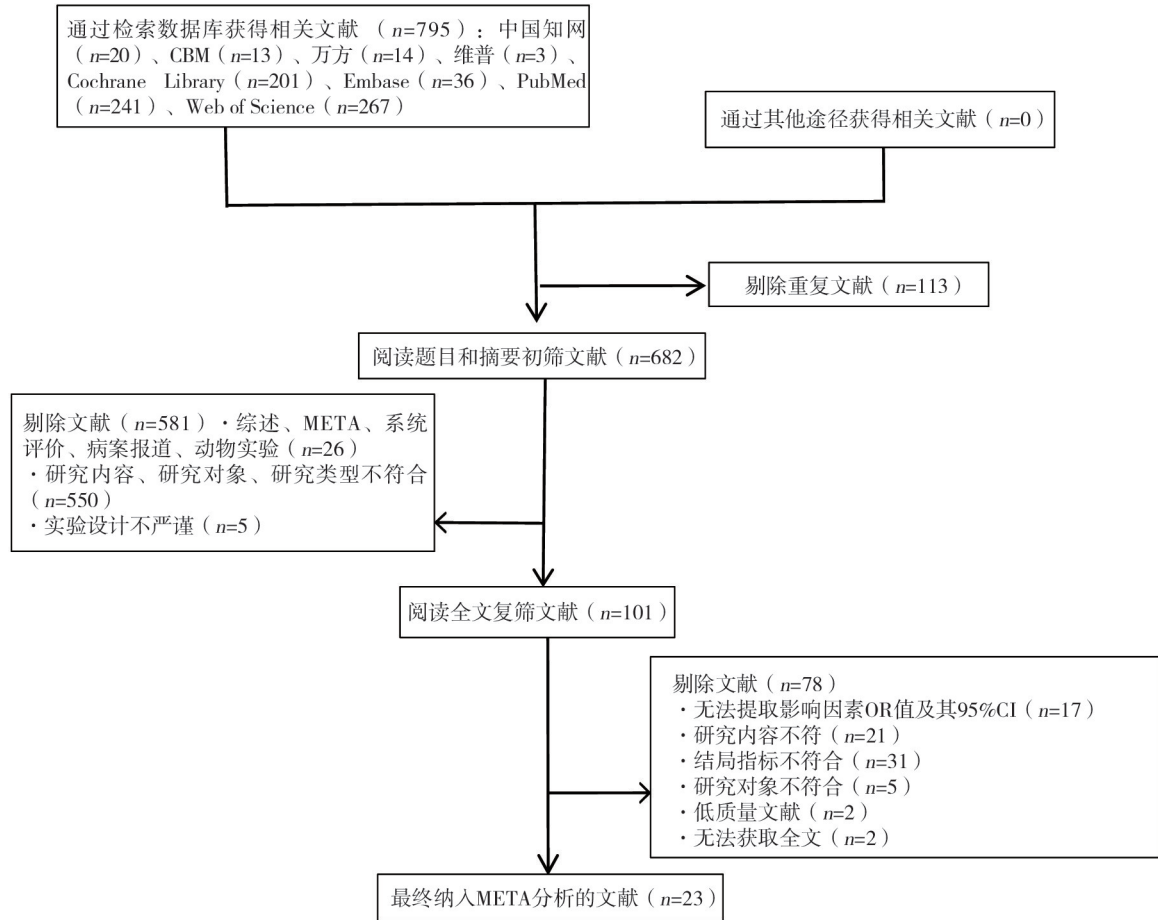 通过检索数据库获得相关文献（n=795）：中国知网
（n=20）、CBM（n=13）、万方（n=14）、维普（n=3）、
Cochrane Library（n=201）、Embase（n=36）、PubMed
（n=241）、Web of Science（n=267）
通过其他途径获得相关文献（n=0）
剔除重复文献（n=113）
阅读题目和摘要初筛文献（n=682）
剔除文献（n=581）·综述、META、系统
评价、病案报道、动物实验（n=26）
·研究内容、研究对象、研究类型不符合
（n=550）
·实验设计不严谨（n=5）
阅读全文复筛文献（n=101）
剔除文献（n=78）
·无法提取影响因素OR值及其95%CI（n=17）
·研究内容不符（n=21）
·结局指标不符合（n=31）
·研究对象不符合（n=5）
·低质量文献（n=2）
·无法获取全文（n=2）
最终纳入META分析的文献（n=23）